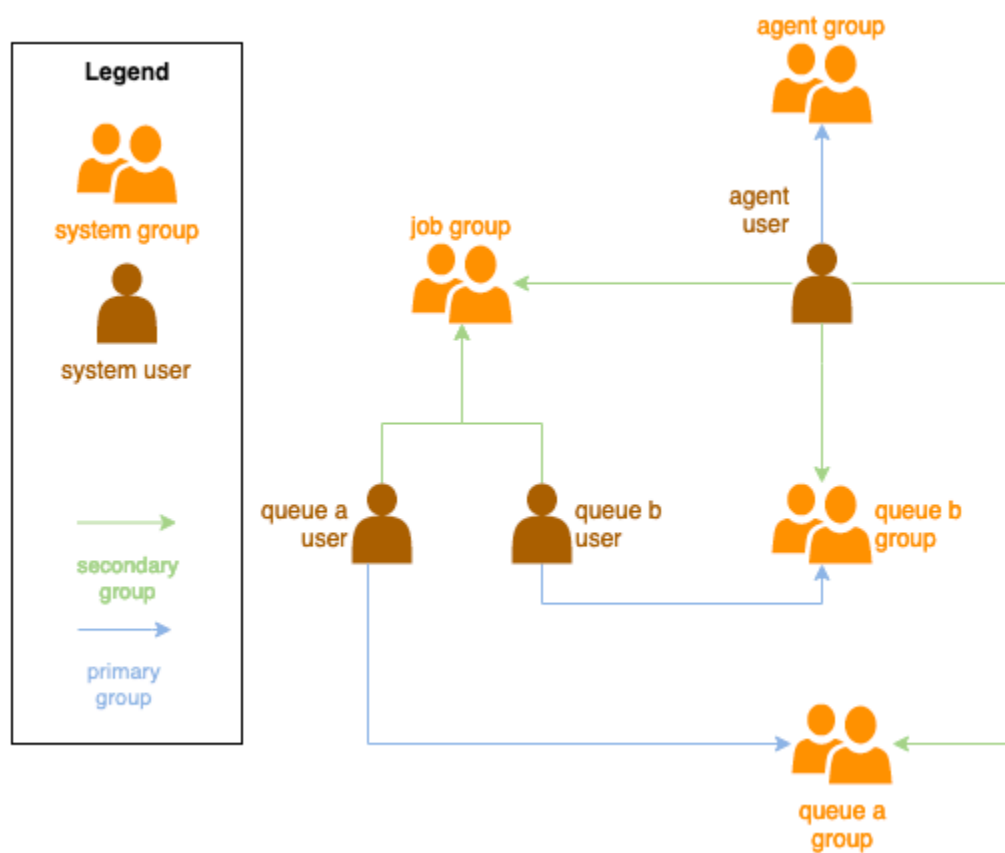 Legend
system group
system user
secondary
group
primary
group
agent group
agent
user
job group
queue a
user
queue b
user
queue b
group
queue a
group